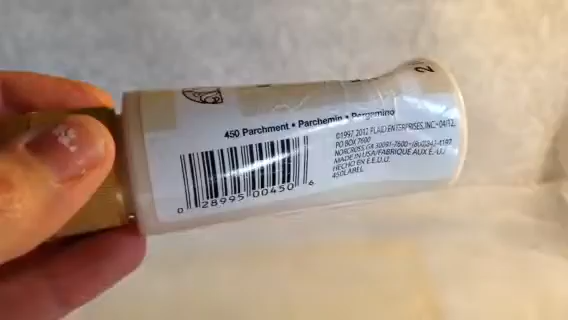 2
450 Parchment • Parchemin • Pergamino
©1997, 2012 PLAID ENTERPRISES, INC. • 04/12,
PO BOX 7600
NORCROSS GA 30091-7600 • (800)842-4197
MADE IN USA/FABRIQUE AUX É.-U./
HECHO EN E.E.D.U.
450LABEL
0 28995 00450 6